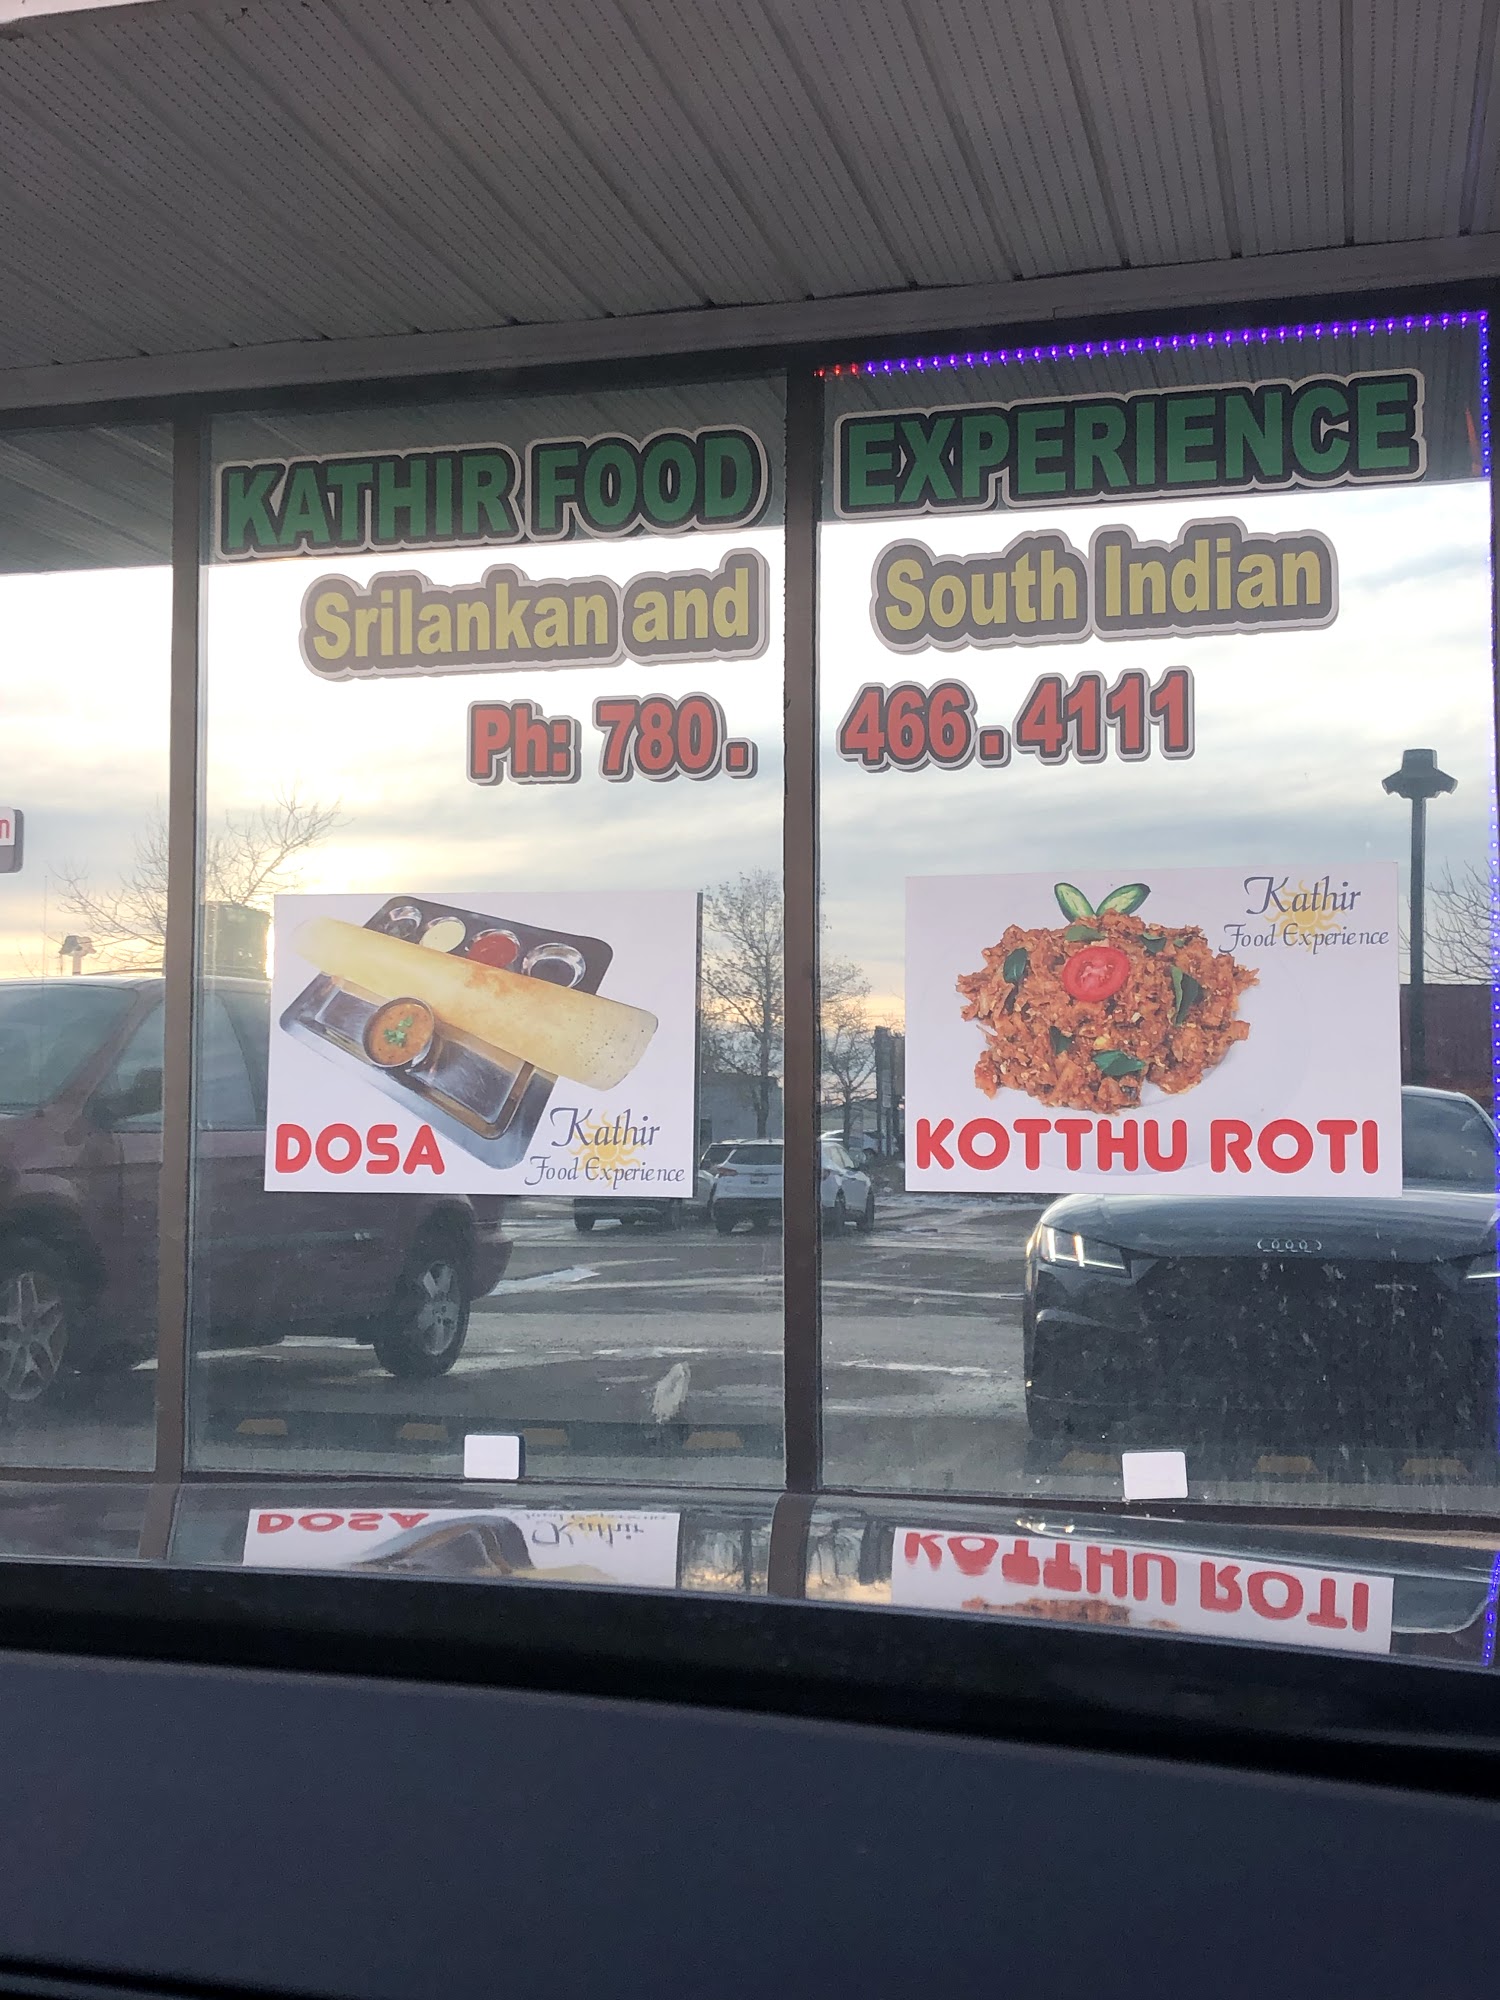 KATHIR FOOD EXPERIENCE
Srilankan and South Indian
Ph: 780. 466.4111
DOSA
Kathir
Food Experience
Kathir
Food Experience
KOTTHU ROTI